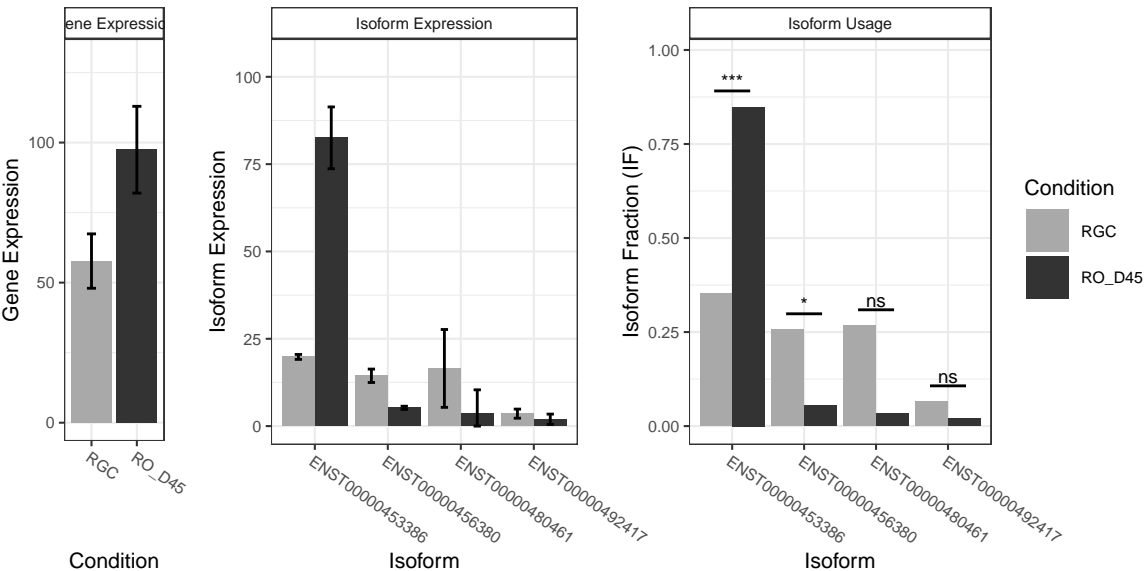 ene Expressio
Gene Expression
100
50
0
RGC
RO_D45
Condition
Isoform Expression
Isoform Expression
100
75
50
25
0
ENST00000453386
ENST00000456380
ENST00000480461
ENST00000492417
Isoform
Isoform Usage
Isoform Fraction (IF)
1.00
0.75
0.50
0.25
0.00
***
*
ns
ns
ENST00000453386
ENST00000456380
ENST00000480461
ENST00000492417
Isoform
Condition
RGC
RO_D45